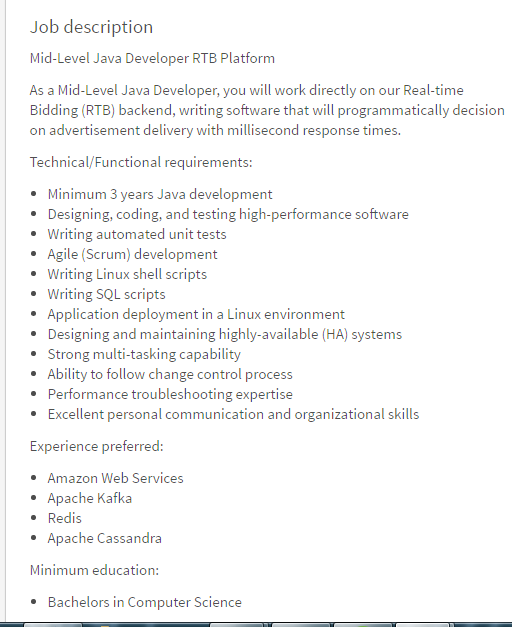 Job description
Mid-Level Java Developer RTB Platform
As a Mid-Level Java Developer, you will work directly on our Real-time
Bidding (RTB) backend, writing software that will programmatically decision
on advertisement delivery with millisecond response times.
Technical/Functional requirements:
• Minimum 3 years Java development
• Designing, coding, and testing high-performance software
• Writing automated unit tests
• Agile (Scrum) development
• Writing Linux shell scripts
• Writing SQL scripts
• Application deployment in a Linux environment
• Designing and maintaining highly-available (HA) systems
• Strong multi-tasking capability
• Ability to follow change control process
• Performance troubleshooting expertise
• Excellent personal communication and organizational skills
Experience preferred:
• Amazon Web Services
• Apache Kafka
• Redis
• Apache Cassandra
Minimum education:
• Bachelors in Computer Science